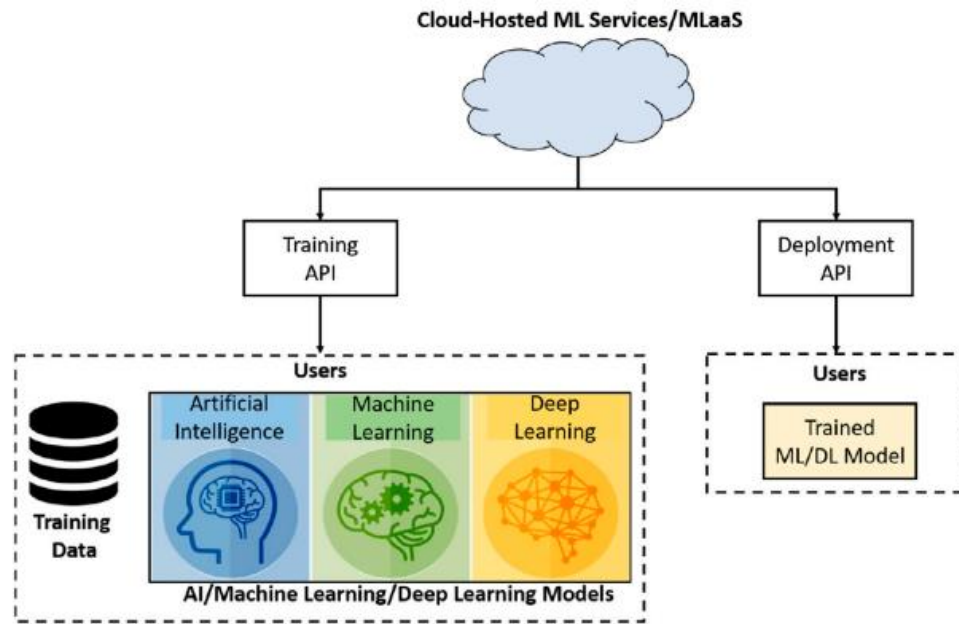 Cloud-Hosted ML Services/MLaaS
Training
API
Deployment
API
Users
Artificial
Intelligence
Machine
Learning
Deep
Learning
Training
Data
AI/Machine Learning/Deep Learning Models
Users
Trained
ML/DL Model